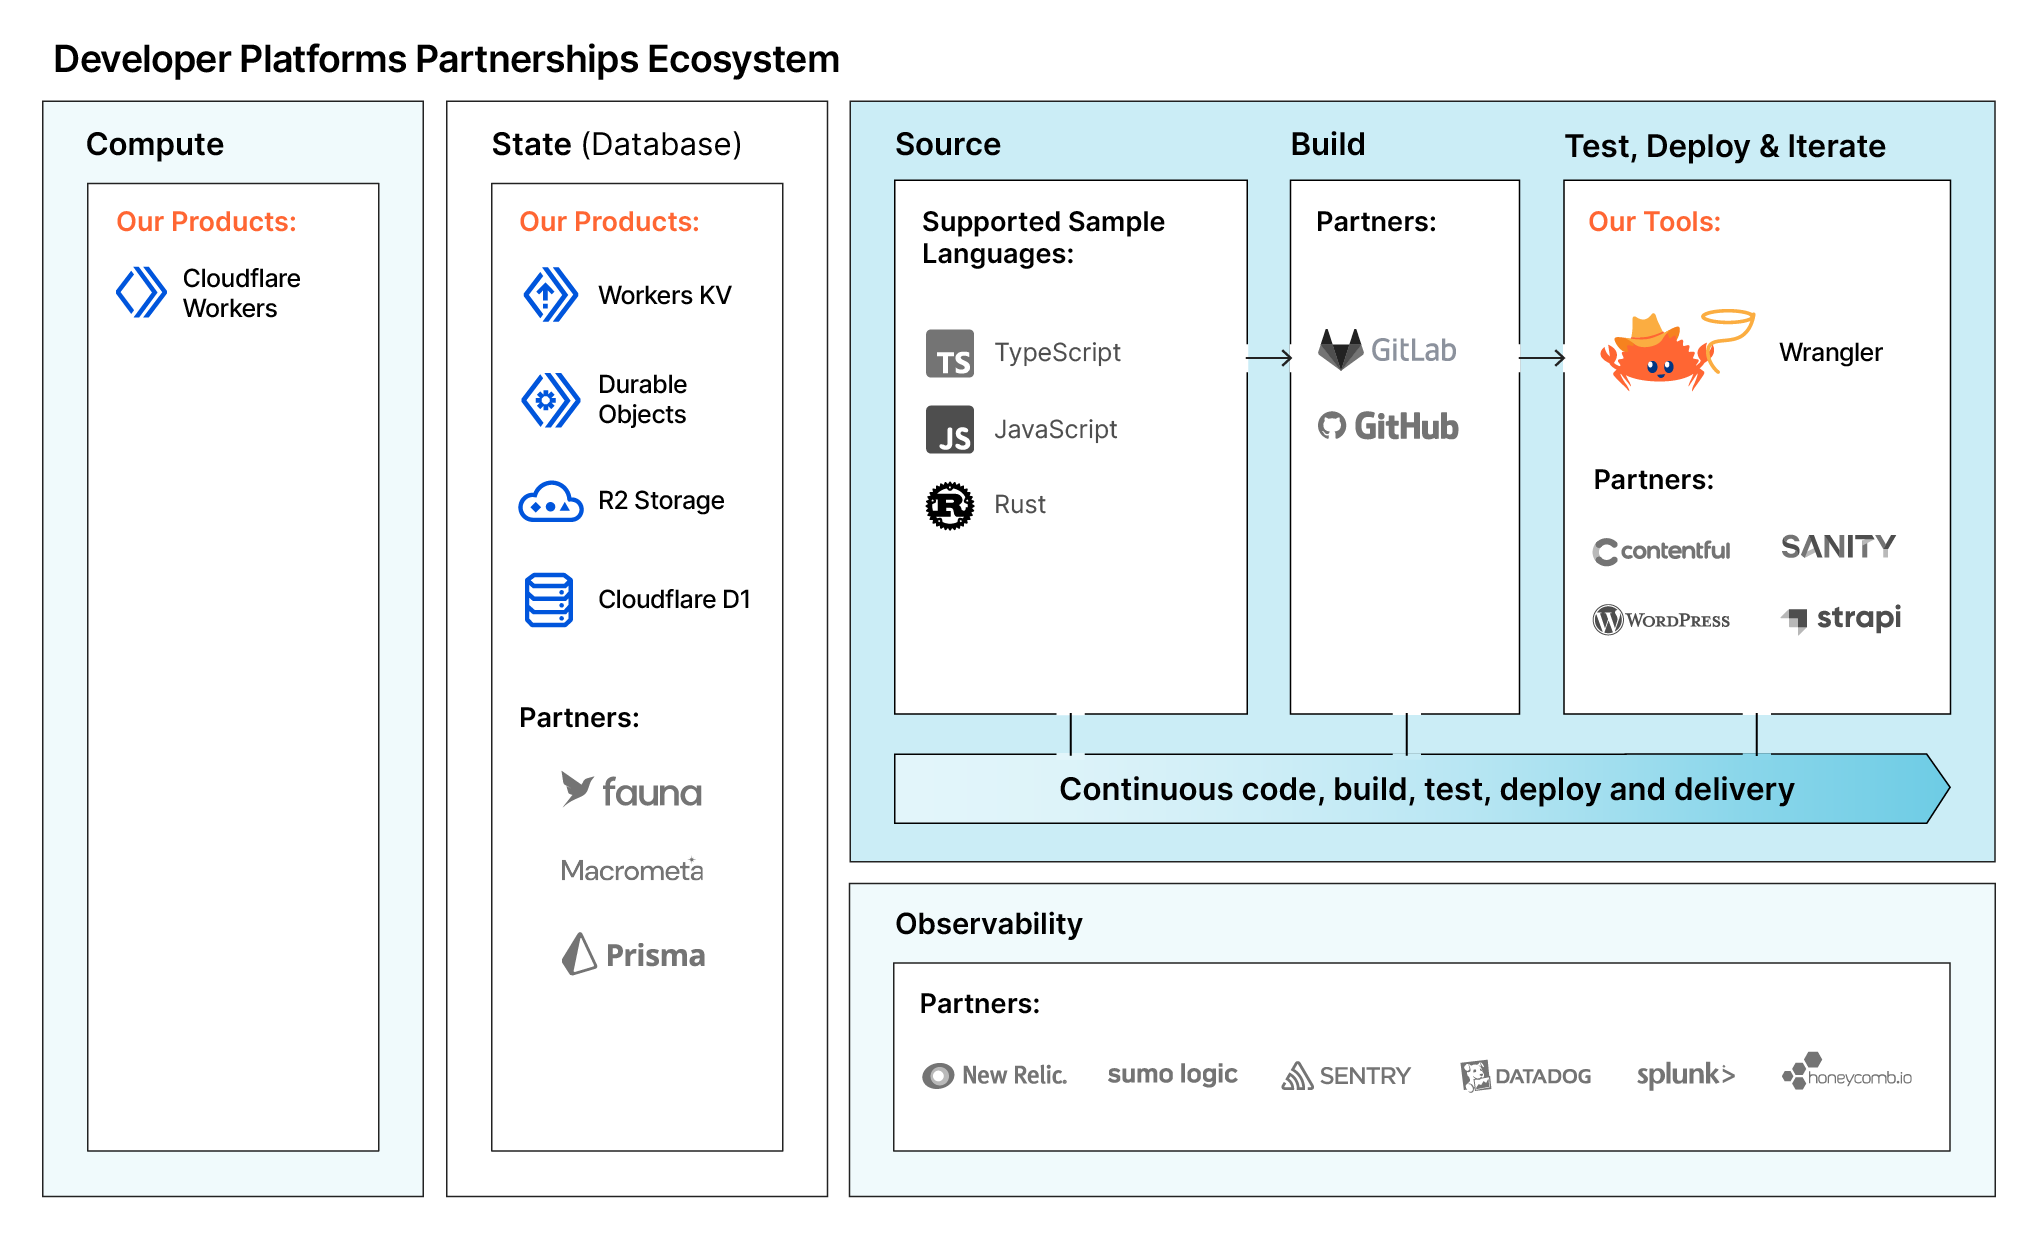 Developer Platforms Partnerships Ecosystem
Compute
Our Products:
Cloudflare
Workers
State (Database)
Our Products:
Workers KV
Durable
Objects
R2 Storage
Cloudflare D1
Partners:
fauna
Macrometa
Prisma
Source
Supported Sample
Languages:
TS TypeScript
JS JavaScript
R Rust
Build
Partners:
GitLab
GitHub
Test, Deploy & Iterate
Our Tools:
Wrangler
Partners:
contentful
SANITY
WORDPRESS
strapi
Continuous code, build, test, deploy and delivery
Observability
Partners:
New Relic.
sumo logic
SENTRY
DATADOG
splunk>
honeycomb.io